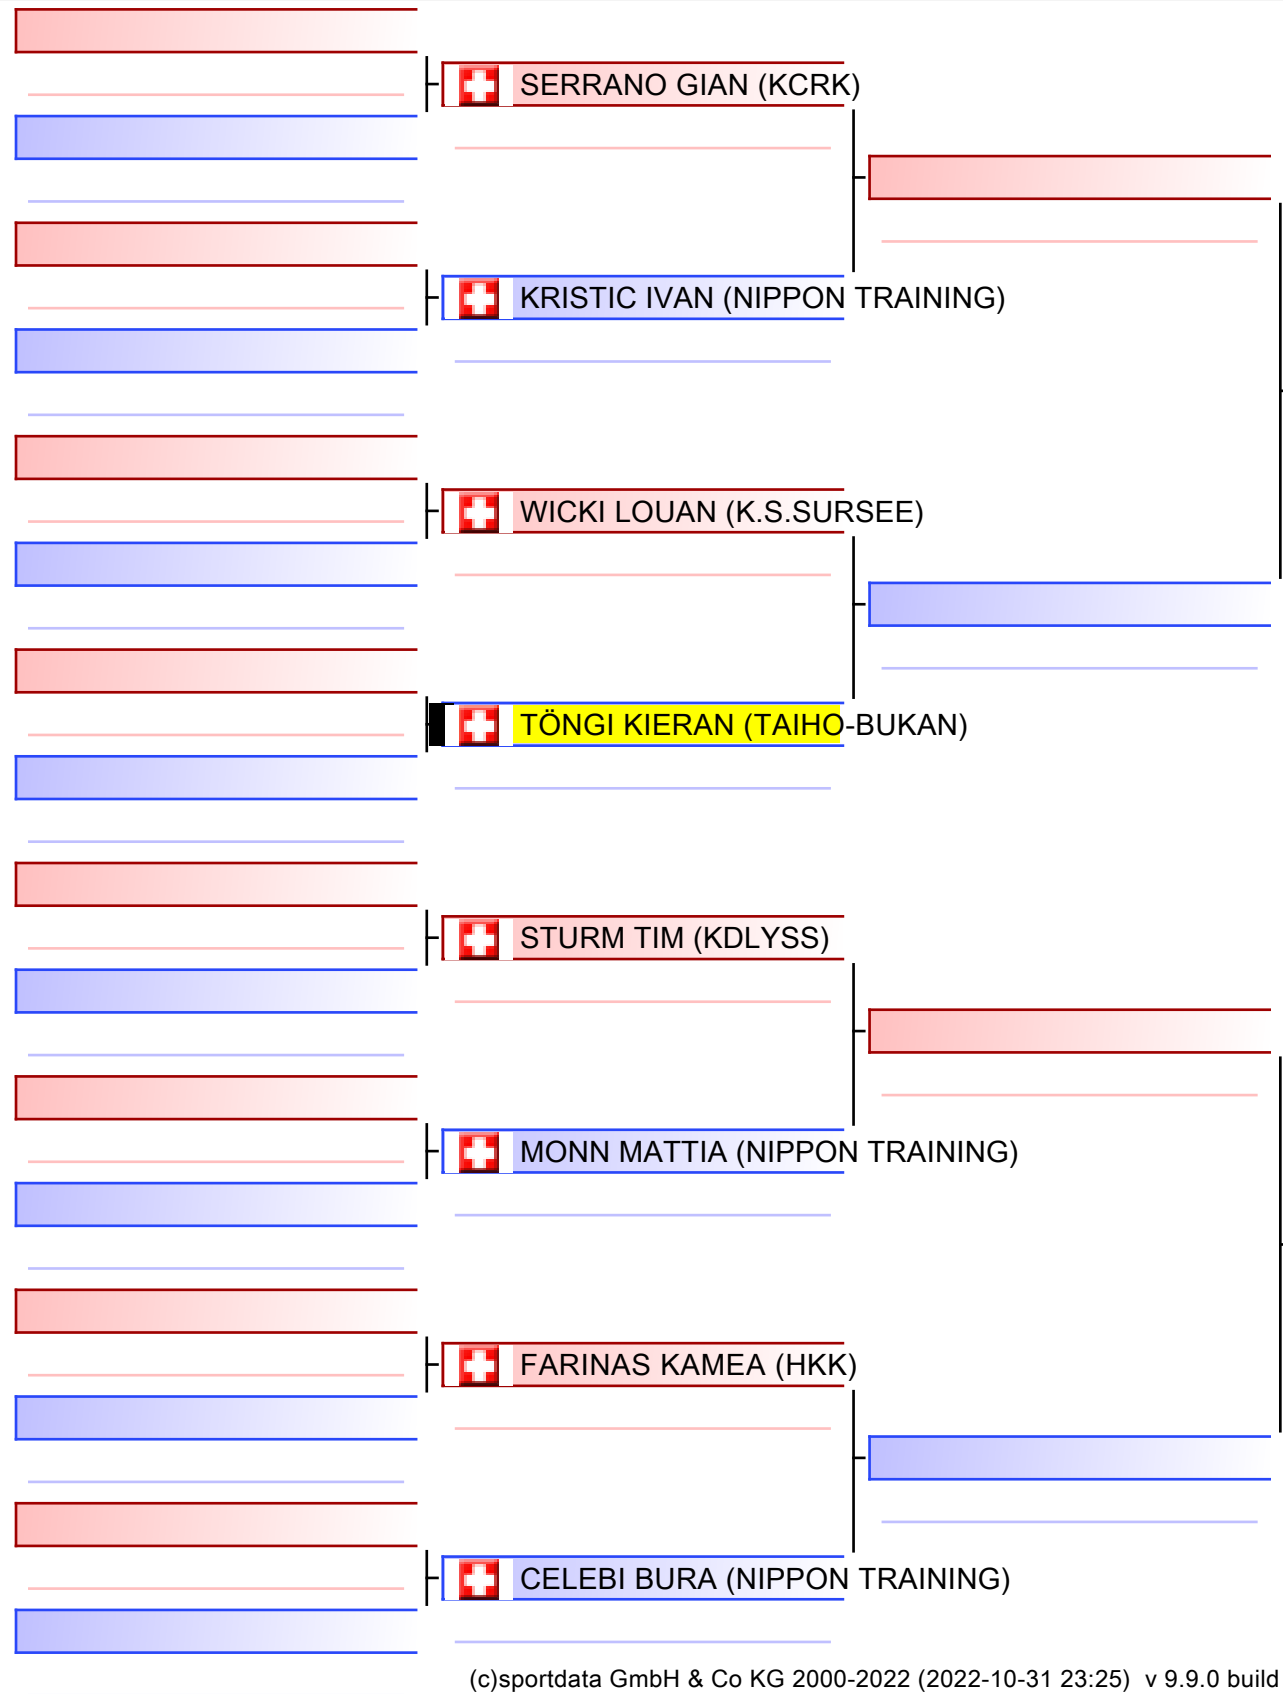 SERRANO GIAN (KCRK)
KRISTIC IVAN (NIPPON TRAINING)
WICKI LOUAN (K.S.SURSEE)
TÖNGI KIERAN (TAIHO-BUKAN)
STURM TIM (KDLYSS)
MONN MATTIA (NIPPON TRAINING)
FARINAS KAMEA (HKK)
CELEBI BURA (NIPPON TRAINING)
(c)sportdata GmbH & Co KG 2000-2022 (2022-10-31 23:25) v 9.9.0 build